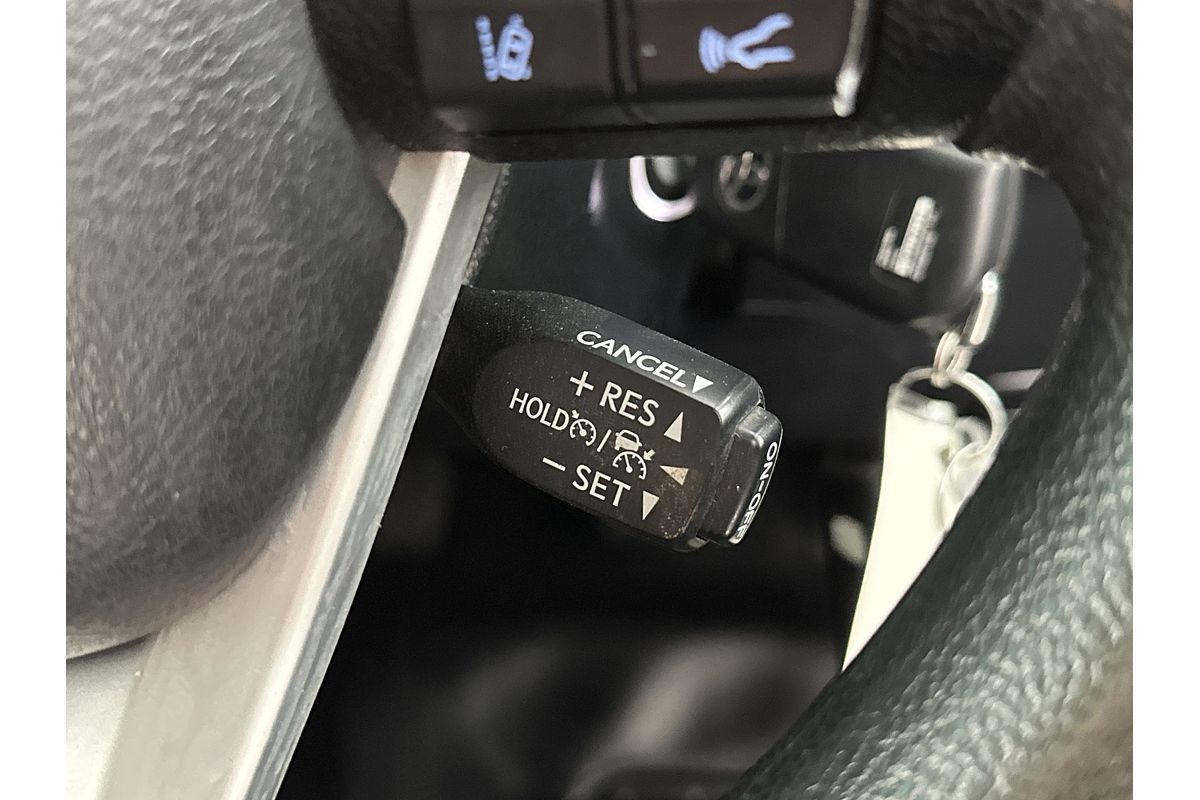 CANCEL▼
+ RES ▲
HOLD /
− SET ▼
ON-OFF